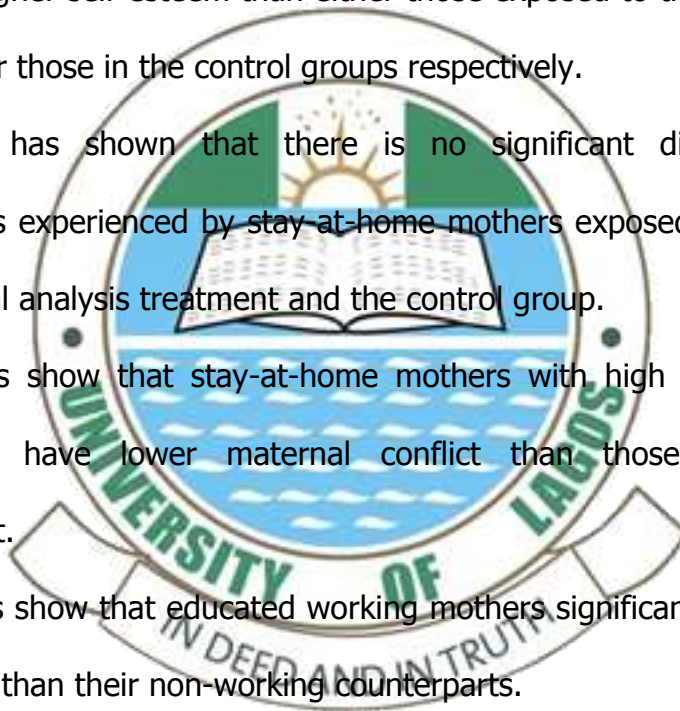 higher self-esteem than either those exposed to
those in the control groups respectively.
has shown that there is no significant
experienced by stay-at-home mothers exposed
analysis treatment and the control group.
show that stay-at-home mothers with high
have lower maternal conflict than those
show that educated working mothers
than their non-working counterparts.
UNIVERSITY OF LAGOS
IN DEED AND IN TRUTH